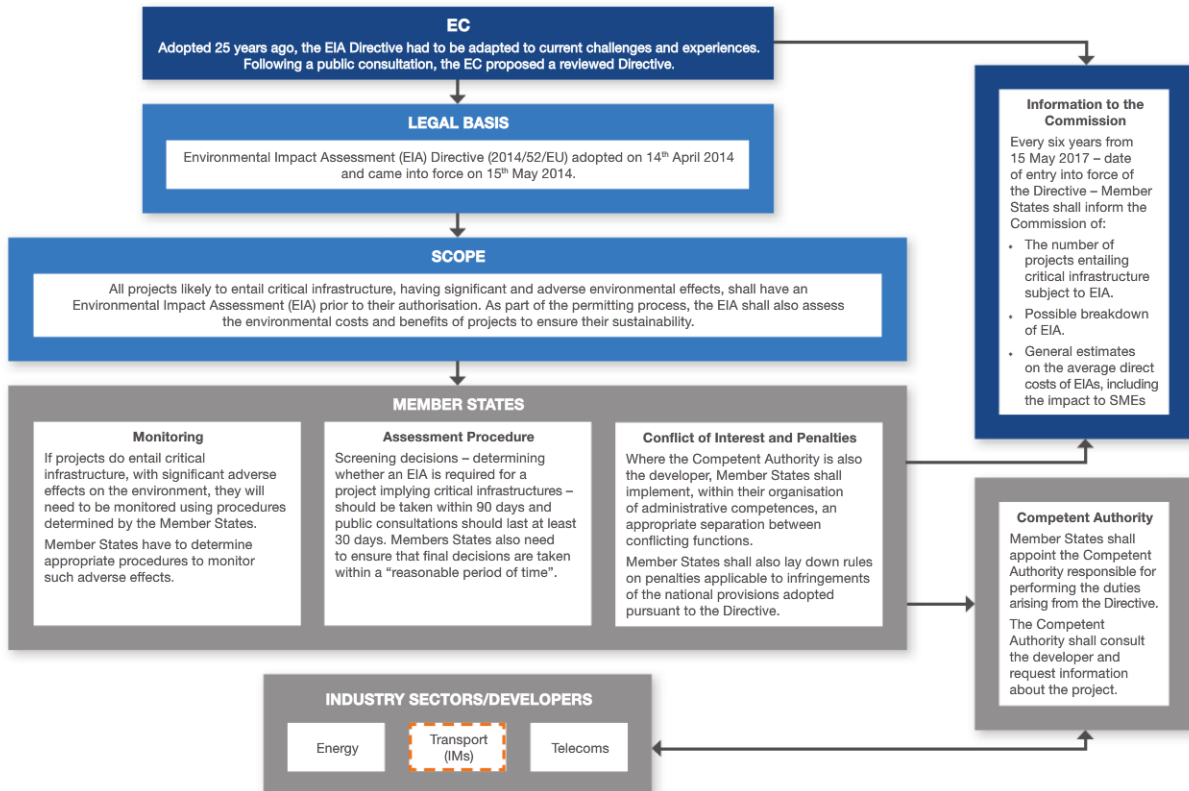 EC
Adopted 25 years ago, the EIA Directive had to be adapted to current challenges and experiences.
Following a public consultation, the EC proposed a reviewed Directive.
LEGAL BASIS
Environmental Impact Assessment (EIA) Directive (2014/52/EU) adopted on 14th April 2014
and came into force on 15th May 2014.
SCOPE
All projects likely to entail critical infrastructure, having significant and adverse environmental effects, shall have an
Environmental Impact Assessment (EIA) prior to their authorisation. As part of the permitting process, the EIA shall also assess
the environmental costs and benefits of projects to ensure their sustainability.
MEMBER STATES
Monitoring
If projects do entail critical
infrastructure, with significant adverse
effects on the environment, they will
need to be monitored using procedures
determined by the Member States.
Member States have to determine
appropriate procedures to monitor
such adverse effects.
Assessment Procedure
Screening decisions – determining
whether an EIA is required for a
project implying critical infrastructures –
should be taken within 90 days and
public consultations should last at least
30 days. Members States also need
to ensure that final decisions are taken
within a “reasonable period of time”.
Conflict of Interest and Penalties
Where the Competent Authority is also
the developer, Member States shall
implement, within their organisation
of administrative competences, an
appropriate separation between
conflicting functions.
Member States shall also lay down rules
on penalties applicable to infringements
of the national provisions adopted
pursuant to the Directive.
Information to the
Commission
Every six years from
15 May 2017 – date
of entry into force
of the Directive – Member
States shall inform the
Commission of:
• The number of
projects entailing
critical infrastructure
subject to EIA.
• Possible breakdown
of EIA.
• General estimates
on the average direct
costs of EIAs, including
the impact to SMEs
Competent Authority
Member States shall
appoint the Competent
Authority responsible for
performing the duties
arising from the Directive.
The Competent
Authority shall consult
the developer and
request information
about the project.
INDUSTRY SECTORS/DEVELOPERS
Energy
Transport
(IMs)
Telecoms